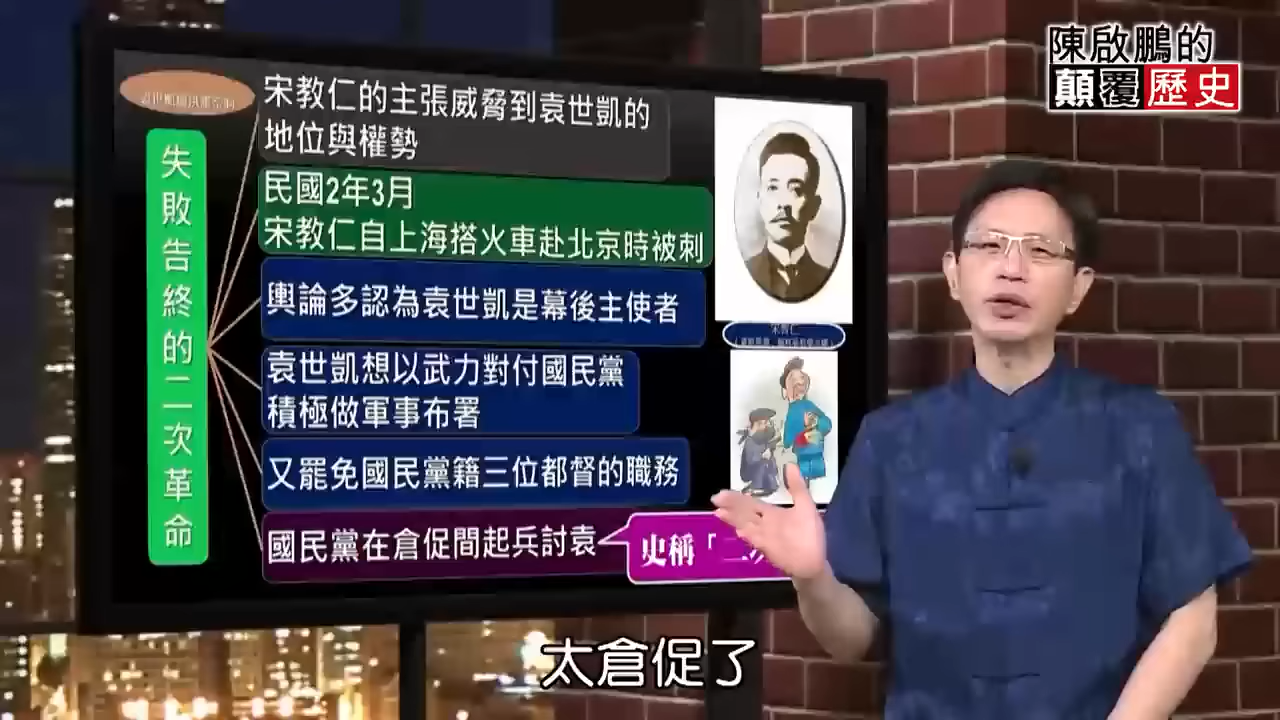 陳啟鵬的
顛覆歷史
失敗告終的二次革命
宋教仁的主張威脅到袁世凱的
地位與權勢
民國2年3月
宋教仁自上海搭火車赴北京時被刺
輿論多認為袁世凱是幕後主使者
袁世凱想以武力對付國民黨
積極做軍事布署
又罷免國民黨籍三位都督的職務
國民黨在倉促間起兵討袁
史稱「二次
宋教仁
太倉促了